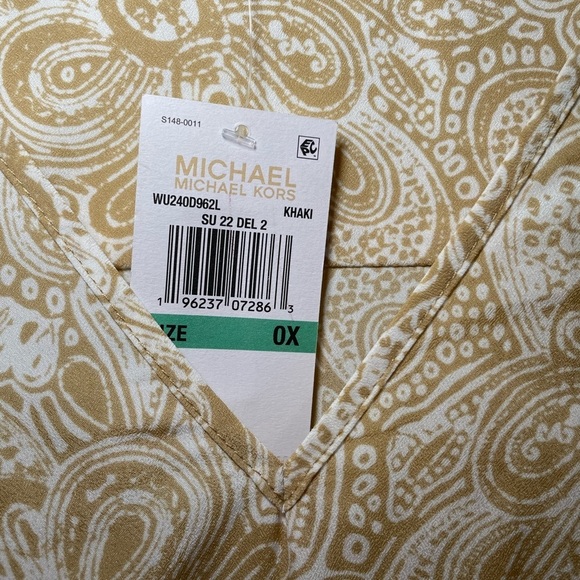 S148-0011
MICHAEL
MICHAEL KORS
WU240D962L
SU 22 DEL 2 KHAKI
1 96237 07286 3
ZE 0X